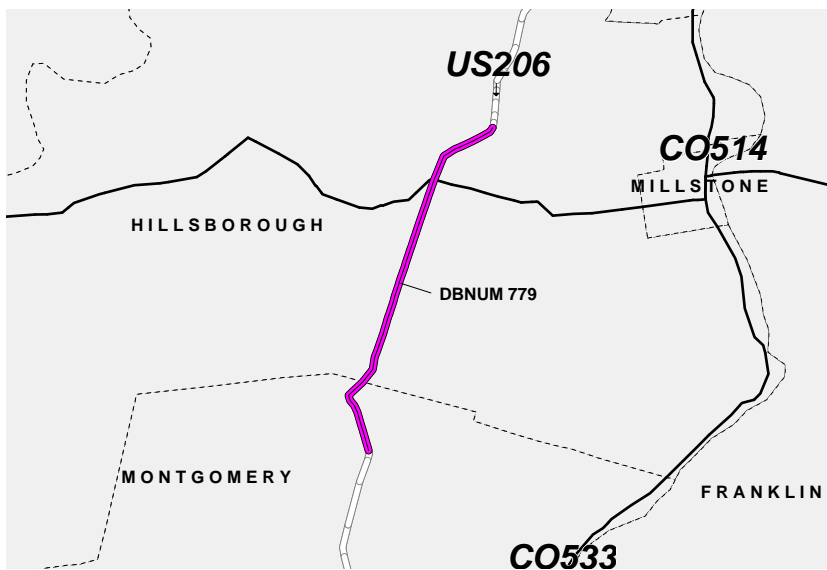 US206
CO514
MILLSTONE
HILLSBOROUGH
DBNUM 779
MONTGOMERY
FRANKLIN
CO533